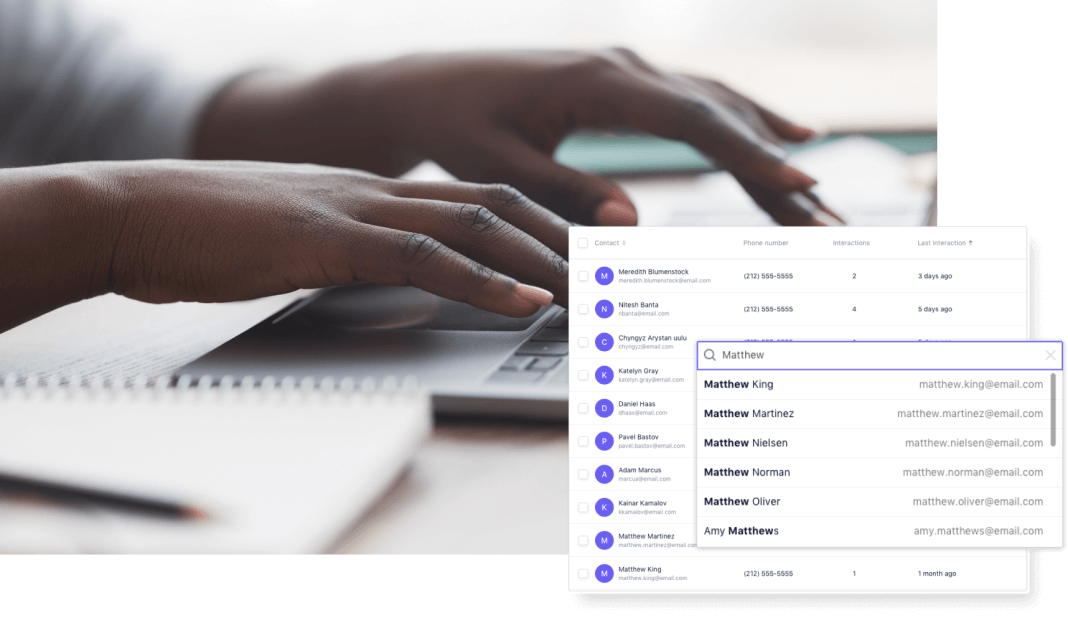 Contact Phone number Interactions Last interaction
M Meredith Blumenstock
meredith.blumenstock@email.com
(212) 555-5555 2 3 days ago
N Nitesh Banta
nbanta@email.com
(212) 555-5555 4 5 days ago
C Chyngyz Arystan uulu
chyngyz@email.com
K Katelyn Gray
katelyn.gray@email.com
D Daniel Haas
dhaas@email.com
P Pavel Bastov
pavel.bastov@email.com
A Adam Marcus
marcua@email.com
K Kainar Kamalov
kkamalov@email.com
M Matthew Martinez
matthew.martinez@email.com
M Matthew King
matthew.king@email.com
(212) 555-5555 1 1 month ago
Matthew
Matthew King matthew.king@email.com
Matthew Martinez matthew.martinez@email.com
Matthew Nielsen matthew.nielsen@email.com
Matthew Norman matthew.norman@email.com
Matthew Oliver matthew.oliver@email.com
Amy Matthews amy.matthews@email.com